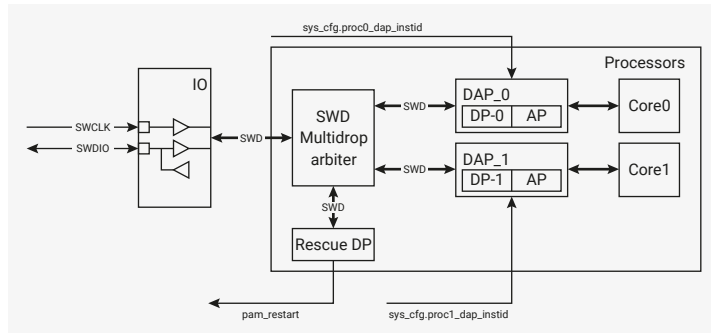 sys_cfg.proc0_dap_instid
Processors
IO
SWCLK
SWDIO
SWD
SWD
Multidrop
arbiter
SWD
DAP_0
DP-0 AP
Core0
SWD
DAP_1
DP-1 AP
Core1
SWD
Rescue DP
pam_restart
sys_cfg.proc1_dap_instid